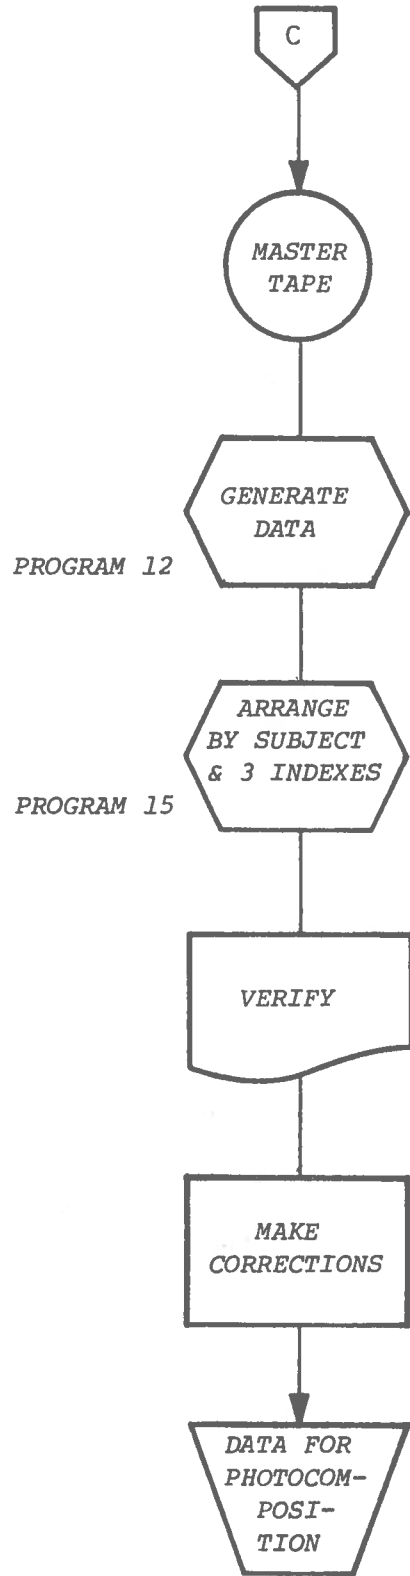 C
MASTER
TAPE
GENERATE
DATA
PROGRAM 12
ARRANGE
BY SUBJECT
& 3 INDEXES
PROGRAM 15
VERIFY
MAKE
CORRECTIONS
DATA FOR
PHOTOCOM-
POSI-
TION